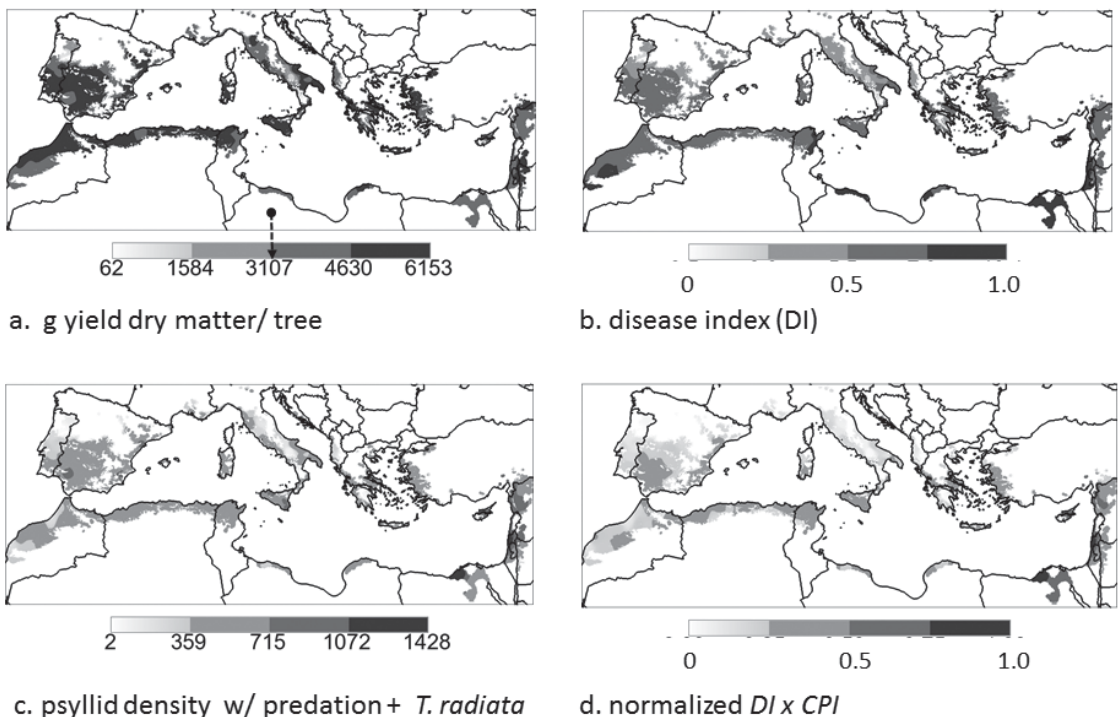 62 1584 3107 4630 6153
a. g yield dry matter/ tree
0 0.5 1.0
b. disease index (DI)
2 359 715 1072 1428
c. psyllid density w/ predation + T. radiata
0 0.5 1.0
d. normalized DI x CPI